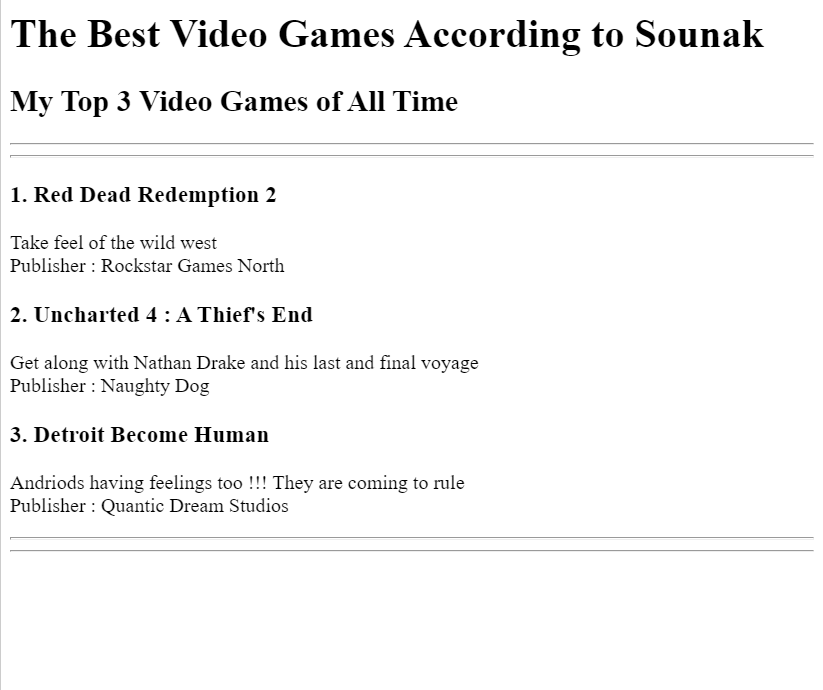 The Best Video Games According to Sounak
My Top 3 Video Games of All Time
1. Red Dead Redemption 2
Take feel of the wild west
Publisher : Rockstar Games North
2. Uncharted 4 : A Thief's End
Get along with Nathan Drake and his last and final voyage
Publisher : Naughty Dog
3. Detroit Become Human
Andriods having feelings too !!! They are coming to rule
Publisher : Quantic Dream Studios